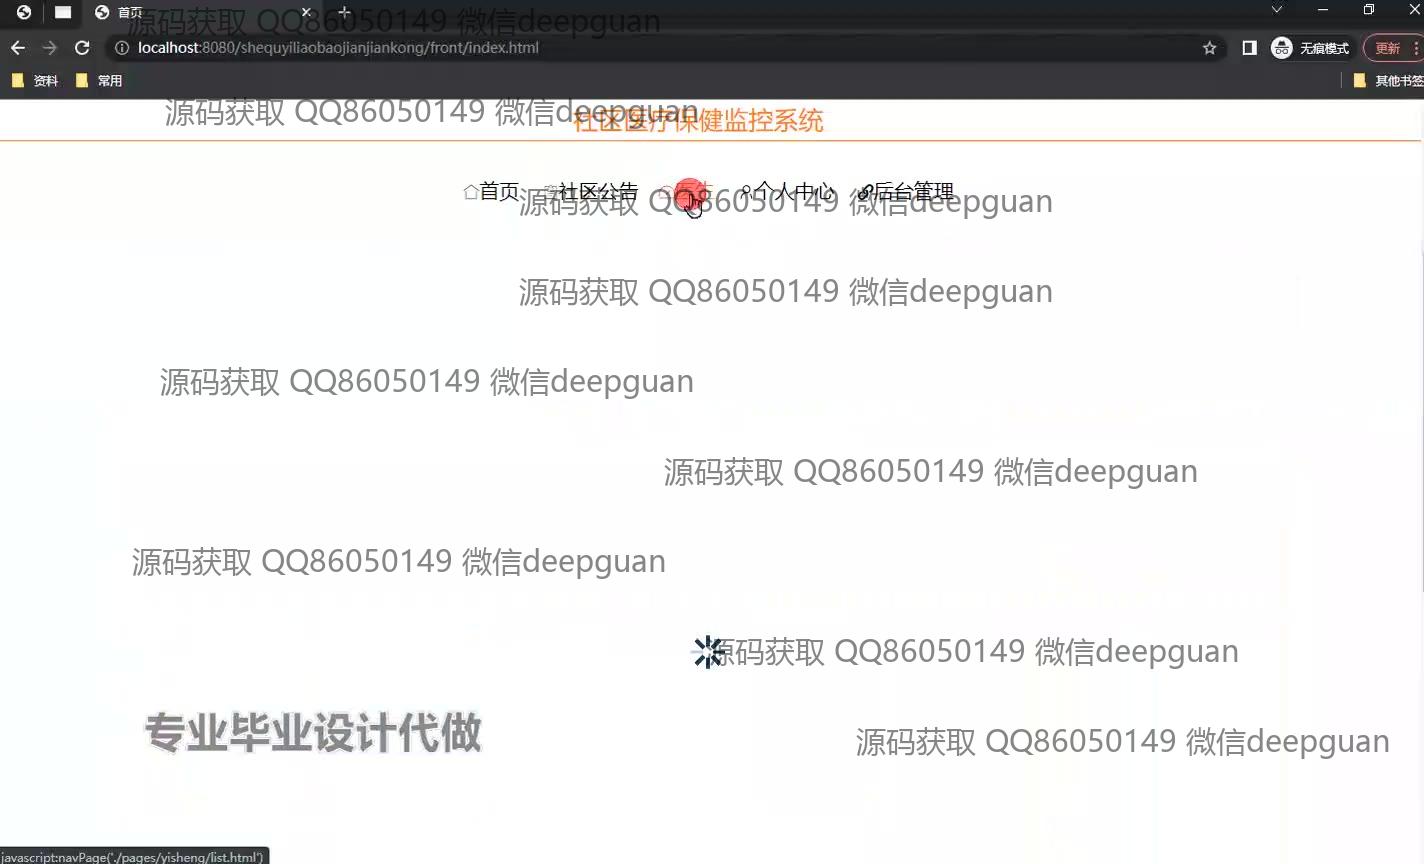 首页
源码获取 QQ86050149 微信deepguan
localhost:8080/shequyiliaobaojianjiankong/front/index.html
无痕模式
更新
资料
常用
其他书签
源码获取 QQ86050149 微信deepguan
社区医疗保健监控系统
首页
社区公告
医生
个人中心
后台管理
源码获取 QQ86050149 微信deepguan
源码获取 QQ86050149 微信deepguan
源码获取 QQ86050149 微信deepguan
源码获取 QQ86050149 微信deepguan
源码获取 QQ86050149 微信deepguan
源码获取 QQ86050149 微信deepguan
专业毕业设计代做
源码获取 QQ86050149 微信deepguan
javascript:navPage('./pages/yisheng/list.html')